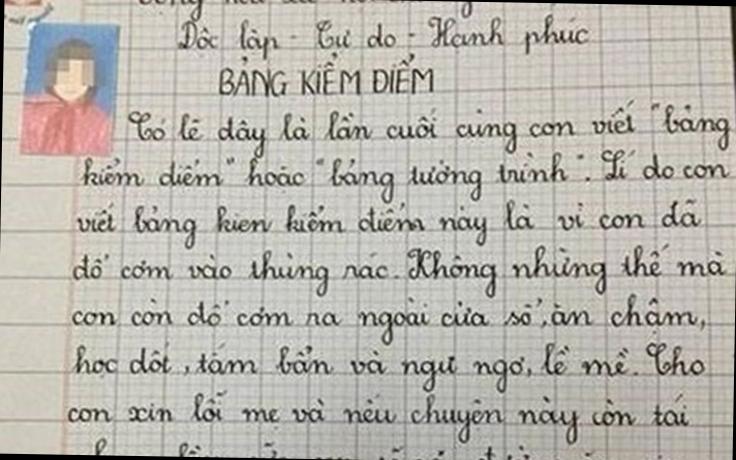 Độc lập - Tự do - Hạnh phúc
BẢNG KIỂM ĐIỂM
Có lẽ đây là lần cuối cùng con viết "bảng
kiểm điểm" hoặc "bảng tường trình". Lí do con
viết bảng kien kiểm điểm này là vì con đã
đổ cơm vào thùng rác. Không những thế mà
con còn đổ cơm ra ngoài cửa sổ, ăn chậm,
học dốt, tắm bẩn và ngu ngơ, lề mề. Cho
con xin lỗi mẹ và nếu chuyện này còn tái